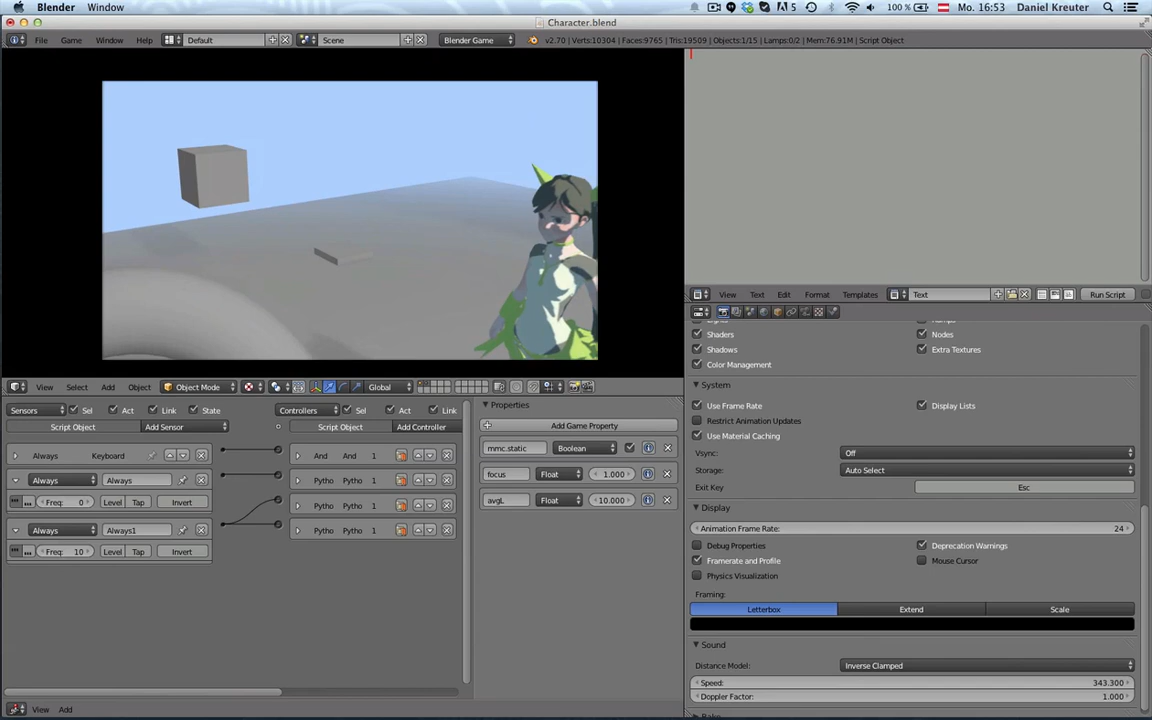 Blender Window 5 100 % Mo. 16:53 Daniel Kreuter
Character.blend
File Game Window Help Default Scene Blender Game v2.70 | Verts:10304 | Faces:9765 | Tris:19509 | Objects:1/15 | Lamps:0/2 | Mem:76.91M | Script Object
View Select Add Object Object Mode Global
View Text Edit Format Templates Text Run Script
Shaders Nodes
Shadows Extra Textures
Color Management
System
Use Frame Rate Display Lists
Restrict Animation Updates
Use Material Caching
Vsync: Off
Storage: Auto Select
Exit Key Esc
Display
Animation Frame Rate: 24
Debug Properties Deprecation Warnings
Framerate and Profile Mouse Cursor
Physics Visualization
Framing:
Letterbox Extend Scale
Sound
Distance Model: Inverse Clamped
Speed: 343.300
Doppler Factor: 1.000
Sensors Sel Act Link State Controllers Sel Act Link
Script Object Add Sensor Script Object Add Controller
Always Keyboard And And 1
Always Always Pytho Pytho 1
Freq: 0 Level Tap Invert Pytho Pytho 1
Always Always1 Pytho Pytho 1
Freq: 10 Level Tap Invert
Properties
Add Game Property
mmc.static Boolean
focus Float 1.000
avgL Float 10.000
View Add